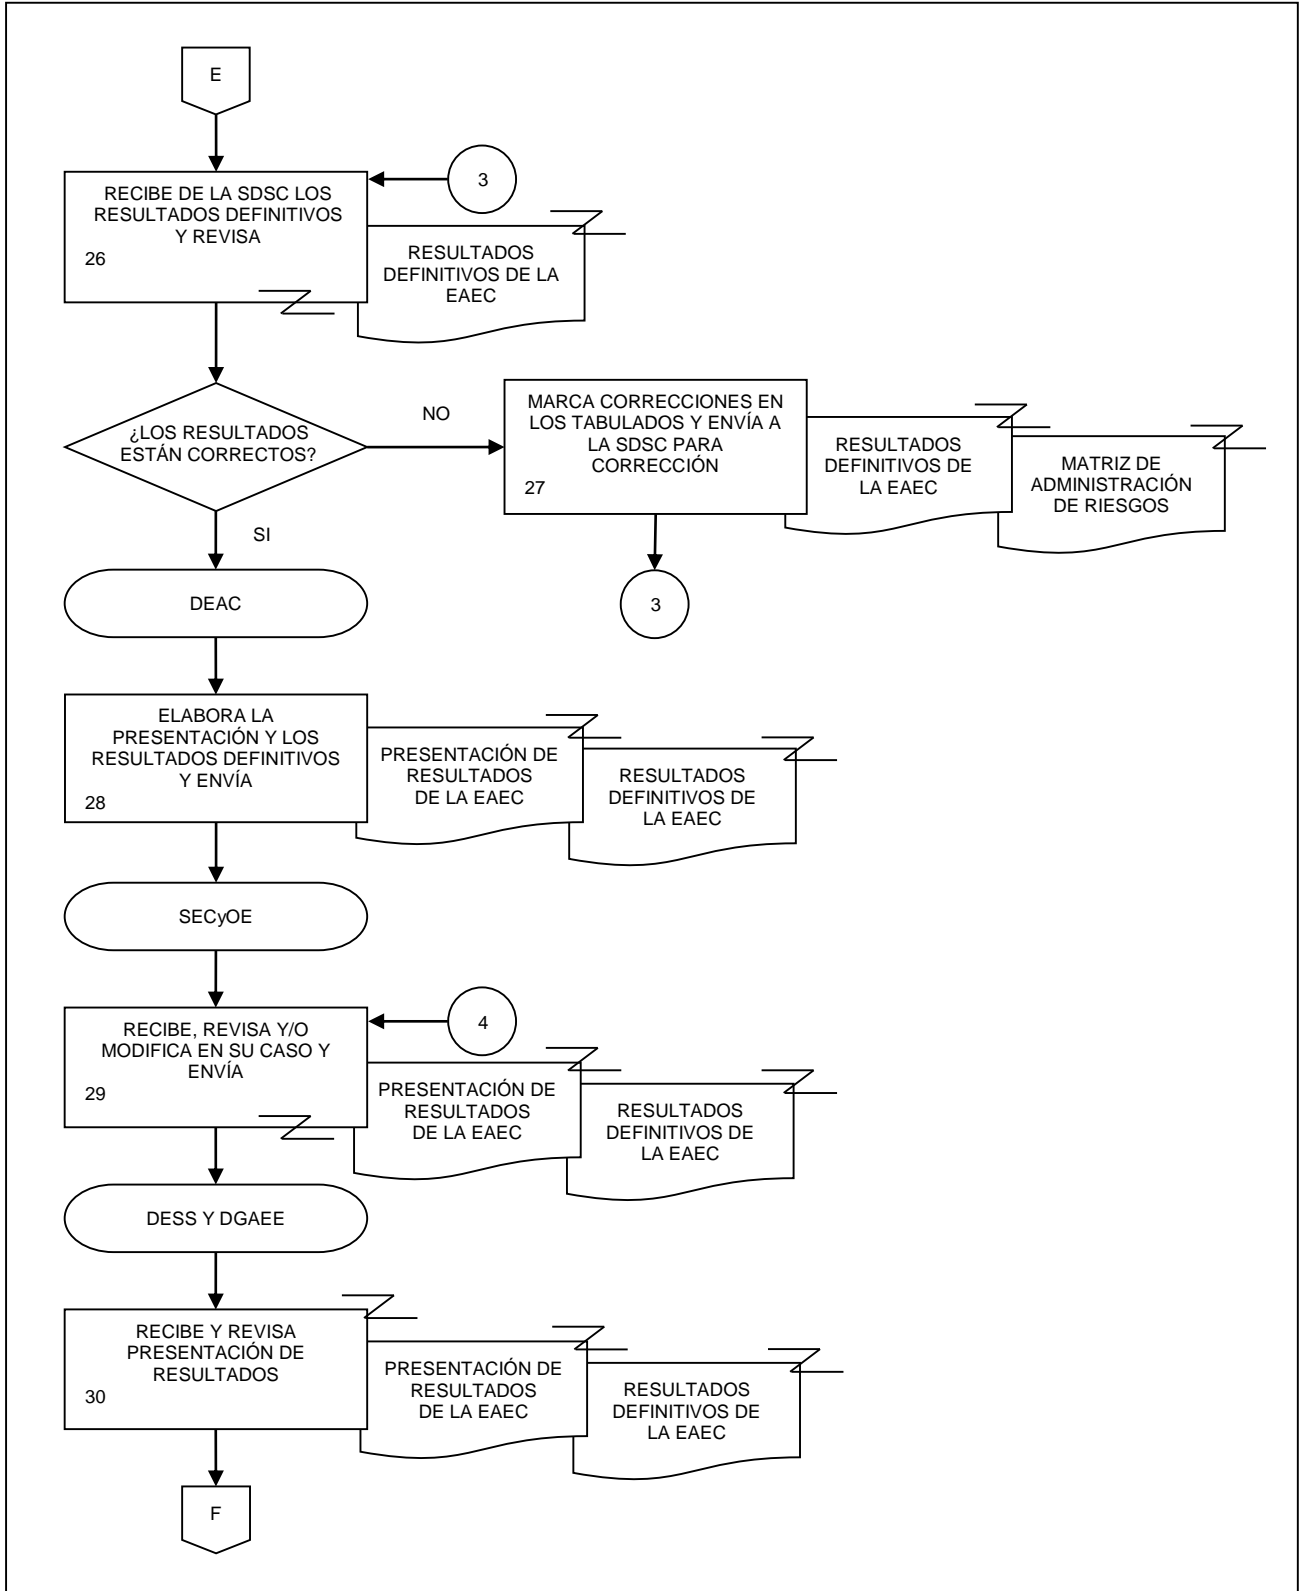 E
3
RECIBE DE LA SDSC LOS
RESULTADOS DEFINITIVOS
Y REVISA
26
RESULTADOS
DEFINITIVOS DE LA
EAEC
¿LOS RESULTADOS
ESTÁN CORRECTOS?
NO
MARCA CORRECCIONES EN
LOS TABULADOS Y ENVÍA A
LA SDSC PARA
CORRECCIÓN
27
RESULTADOS
DEFINITIVOS DE
LA EAEC
MATRIZ DE
ADMINISTRACIÓN
DE RIESGOS
SI
3
DEAC
ELABORA LA
PRESENTACIÓN Y LOS
RESULTADOS DEFINITIVOS
Y ENVÍA
28
PRESENTACIÓN DE
RESULTADOS
DE LA EAEC
RESULTADOS
DEFINITIVOS DE
LA EAEC
SECyOE
4
RECIBE, REVISA Y/O
MODIFICA EN SU CASO Y
ENVÍA
29
PRESENTACIÓN DE
RESULTADOS
DE LA EAEC
RESULTADOS
DEFINITIVOS DE
LA EAEC
DESS Y DGAEE
RECIBE Y REVISA
PRESENTACIÓN DE
RESULTADOS
30
PRESENTACIÓN DE
RESULTADOS
DE LA EAEC
RESULTADOS
DEFINITIVOS DE
LA EAEC
F